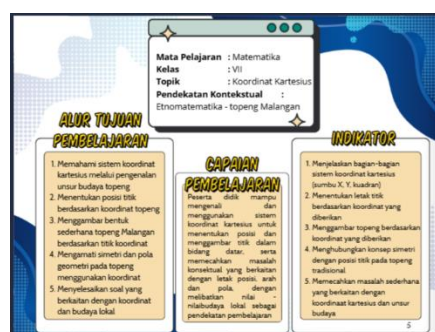 Mata Pelajaran : Matematika
Kelas : VII
Topik : Koordinat Kartesius
Pendekatan Kontekstual :
Etnomatematika - topeng Malangan
ALUR TUJUAN
PEMBELAJARAN
1. Memahami sistem koordinat
kartesius melalui pengenalan
unsur budaya topeng
2. Menentukan posisi titik
berdasarkan koordinat topeng
3. Menggambar bentuk
sederhana topeng Malangan
berdasarkan titik koordinat
4. Mengamati simetri dan pola
geometri pada topeng
menggunakan koordinat
5. Menyelesaikan soal yang
berkaitan dengan koordinat
dan budaya lokal
CAPAIAN
PEMBELAJARAN
Peserta didik mampu
mengenali dan
menggunakan sistem
koordinat kartesius untuk
menentukan posisi dan
menggambar titik dalam
bidang datar, serta
memecahkan masalah
konsektual yang berkaitan
dengan letak posisi, arah
dan pola, dengan
melibatkan nilai -
nilaibudaya lokal sebagai
pendekatan pembelajaran
INDIKATOR
1. Menjelaskan bagian-bagian
sistem koordinat kartesius
(sumbu X, Y, kuadran)
2. Menentukan letak titik
berdasarkan koordinat yang
diberikan
3. Menggambar topeng berdasarkan
koordinat yang diberikan
4. Menghubungkan konsep simetri
dengan posisi titik pada topeng
tradisional
5. Memecahkan masalah sederhana
yang berkaitan dengan
koordinaat kartesius dan unsur
budaya
5